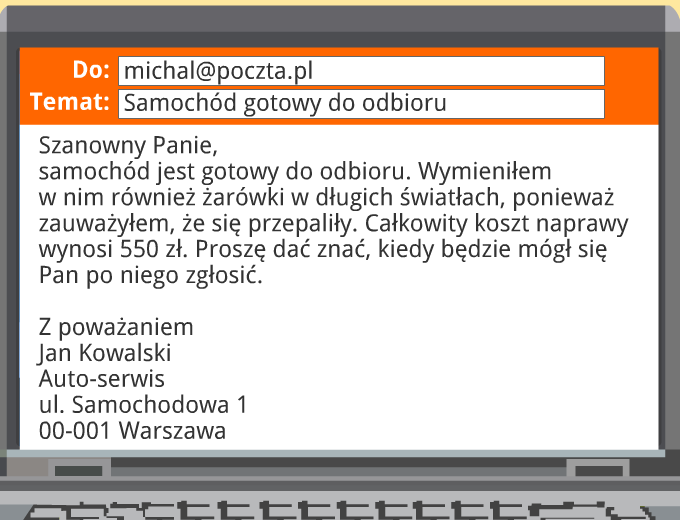 Do: michal@poczta.pl
Temat: Samochód gotowy do odbioru
Szanowny Panie,
samochód jest gotowy do odbioru. Wymieniłem
w nim również żarówki w długich światłach, ponieważ
zauważyłem, że się przepaliły. Całkowity koszt naprawy
wynosi 550 zł. Proszę dać znać, kiedy będzie mógł się
Pan po niego zgłosić.
Z poważaniem
Jan Kowalski
Auto-serwis
ul. Samochodowa 1
00-001 Warszawa